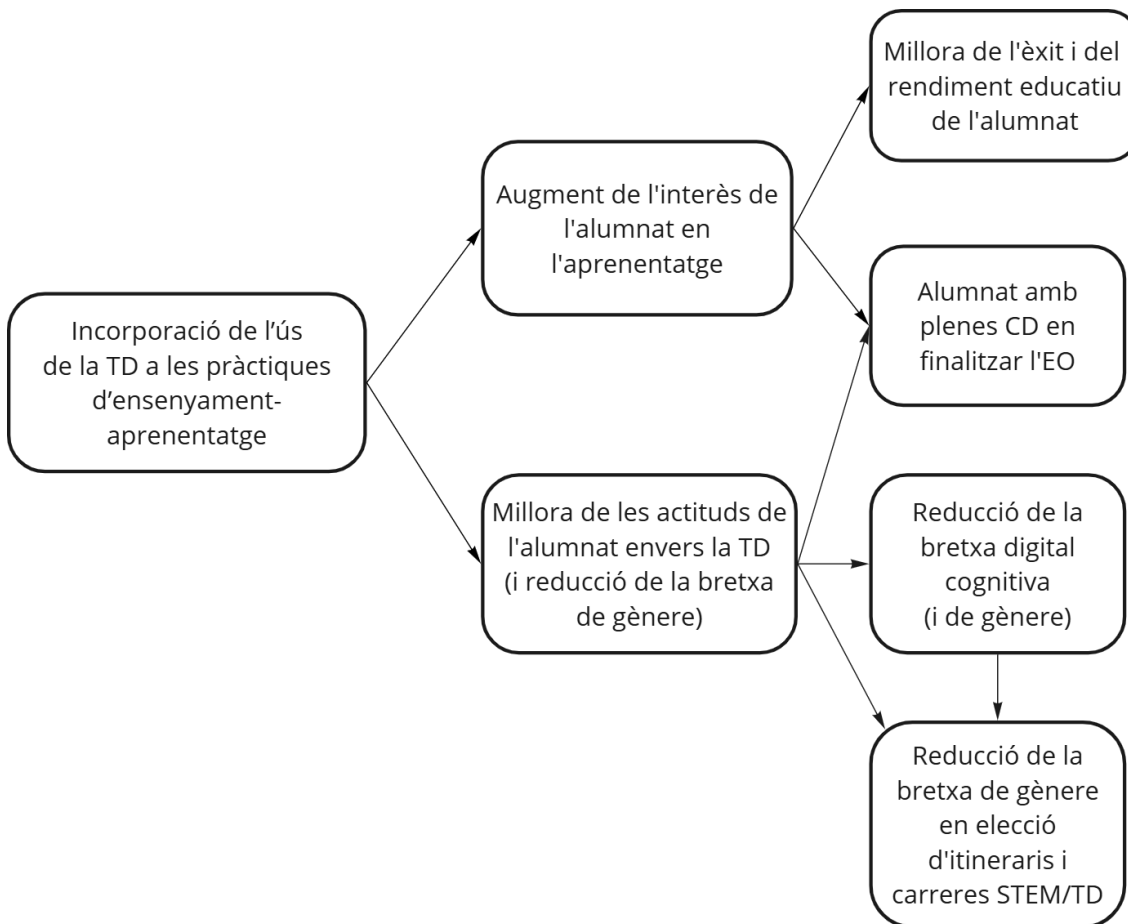 Incorporació de l’ús
de la TD a les pràctiques
d’ensenyament-
aprenentatge
Augment de l'interès de
l'alumnat en
l'aprenentatge
Millora de les actituds de
l'alumnat envers la TD
(i reducció de la bretxa
de gènere)
Millora de l'èxit i del
rendiment educatiu
de l'alumnat
Alumnat amb
plenes CD en
finalitzar l'EO
Reducció de la
bretxa digital
cognitiva
(i de gènere)
Reducció de la
bretxa de gènere
en elecció
d'itineraris i
carreres STEM/TD